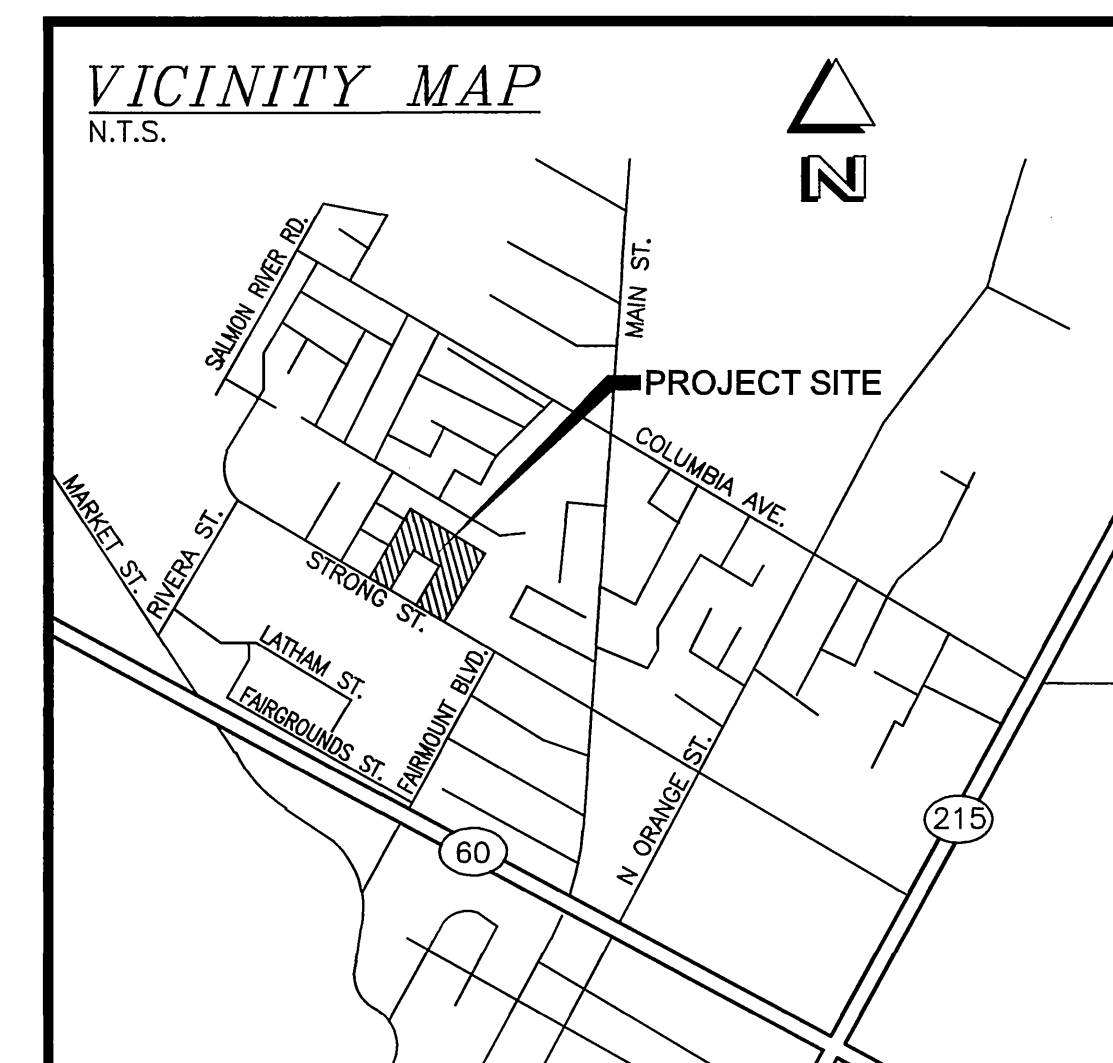 VICINITY MAP
N.T.S.
N
SALMON RIVER RD.
MAIN ST.
PROJECT SITE
COLUMBIA AVE.
MARKET ST.
RIVERA ST.
STRONG ST.
LATHAM ST.
FAIRGROUNDS ST.
FAIRMOUNT BLVD.
N ORANGE ST.
215
60